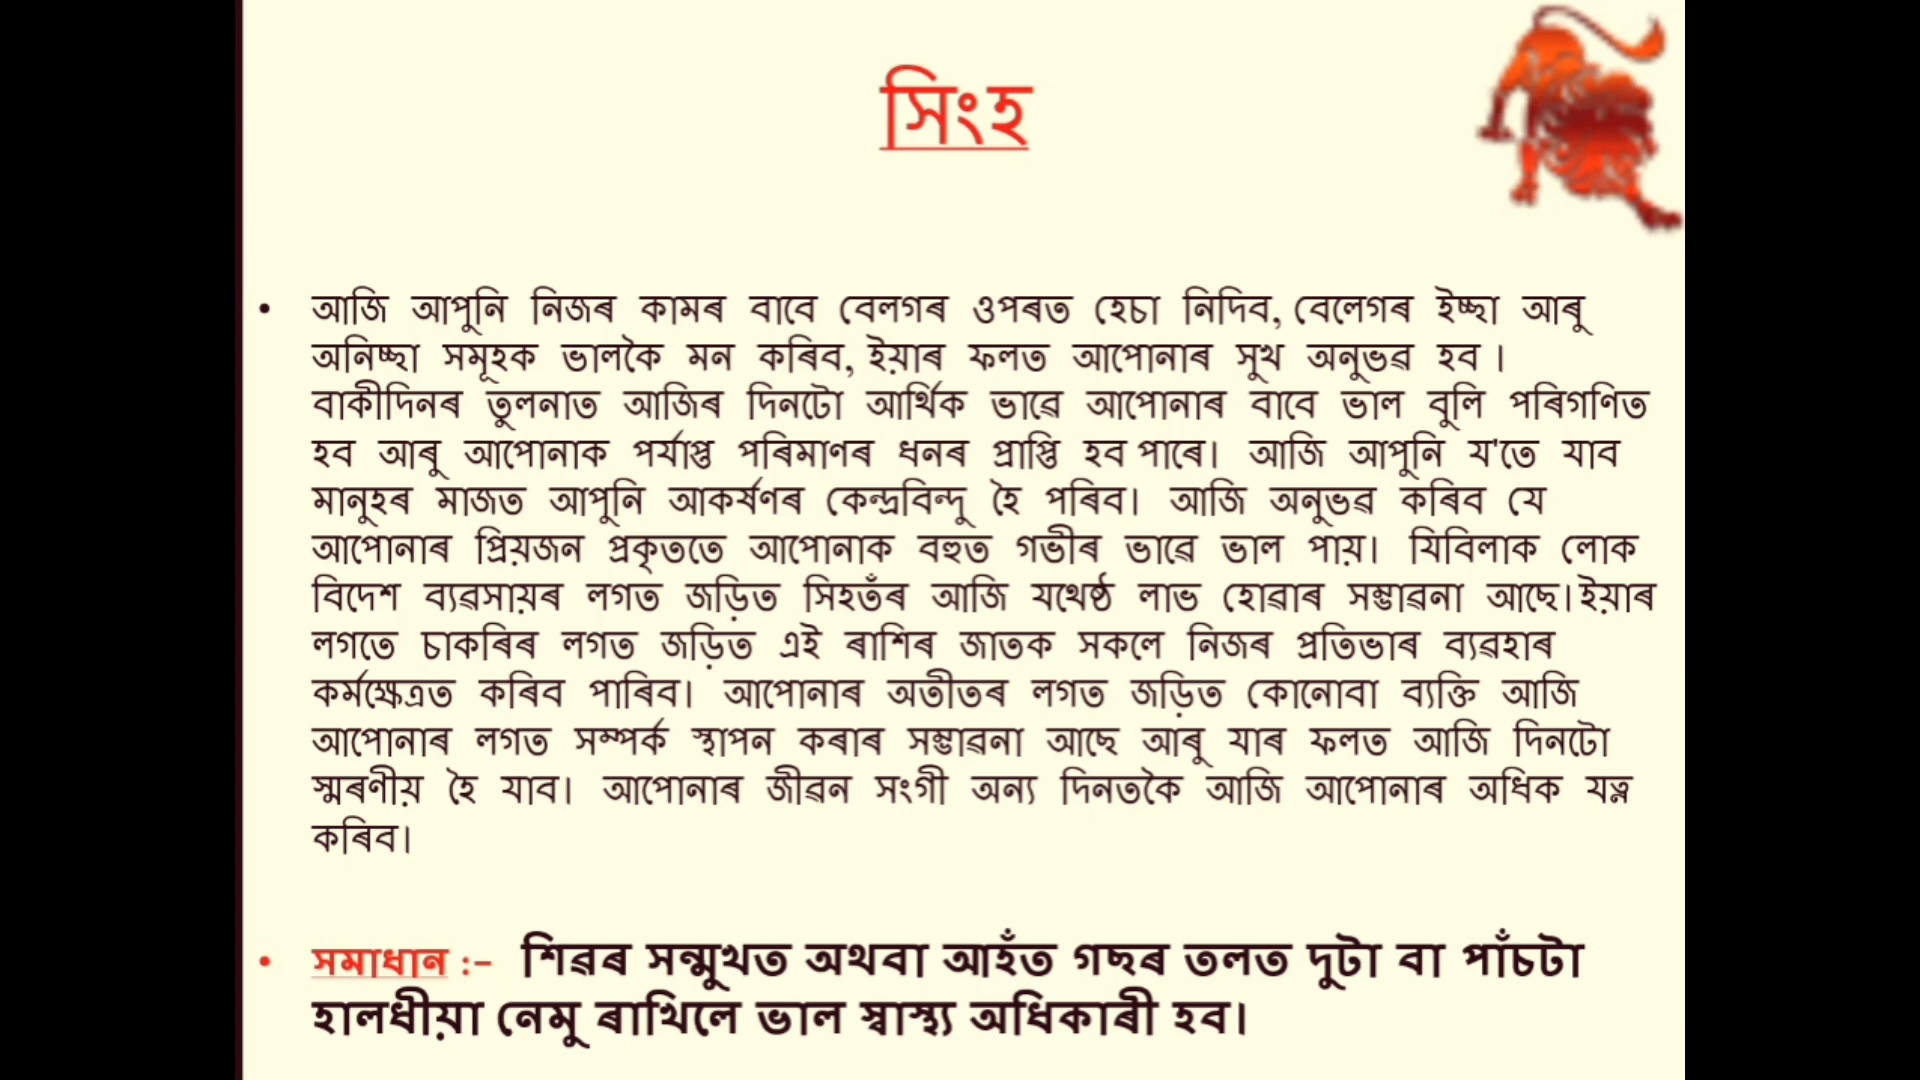 সিংহ
• আজি আপুনি নিজৰ কামৰ বাবে বেলগৰ ওপৰত হেচা নিদিব, বেলেগৰ ইচ্ছা আৰু
অনিচ্ছা সমূহক ভালকৈ মন কৰিব, ইয়াৰ ফলত আপোনাৰ সুখ অনুভৱ হব ।
বাকীদিনৰ তুলনাত আজিৰ দিনটো আৰ্থিক ভাৱে আপোনাৰ বাবে ভাল বুলি পৰিগণিত
হব আৰু আপোনাক পৰ্যাপ্ত পৰিমাণৰ ধনৰ প্ৰাপ্তি হব পাৰে। আজি আপুনি য'তে যাব
মানুহৰ মাজত আপুনি আকৰ্ষণৰ কেন্দ্ৰবিন্দু হৈ পৰিব। আজি অনুভৱ কৰিব যে
আপোনাৰ প্ৰিয়জন প্ৰকৃততে আপোনাক বহুত গভীৰ ভাৱে ভাল পায়। যিবিলাক লোক
বিদেশ ব্যৱসায়ৰ লগত জড়িত সিহতঁৰ আজি যথেষ্ঠ লাভ হোৱাৰ সম্ভাৱনা আছে।ইয়াৰ
লগতে চাকৰিৰ লগত জড়িত এই ৰাশিৰ জাতক সকলে নিজৰ প্ৰতিভাৰ ব্যৱহাৰ
কৰ্মক্ষেত্ৰত কৰিব পাৰিব। আপোনাৰ অতীতৰ লগত জড়িত কোনোবা ব্যক্তি আজি
আপোনাৰ লগত সম্পৰ্ক স্থাপন কৰাৰ সম্ভাৱনা আছে আৰু যাৰ ফলত আজি দিনটো
স্মৰণীয় হৈ যাব। আপোনাৰ জীৱন সংগী অন্য দিনতকৈ আজি আপোনাৰ অধিক যত্ন
কৰিব।
• সমাধান :– শিৱৰ সন্মুখত অথবা আহঁত গছৰ তলত দুটা বা পাঁচটা
হালধীয়া নেমু ৰাখিলে ভাল স্বাস্থ্য অধিকাৰী হব।